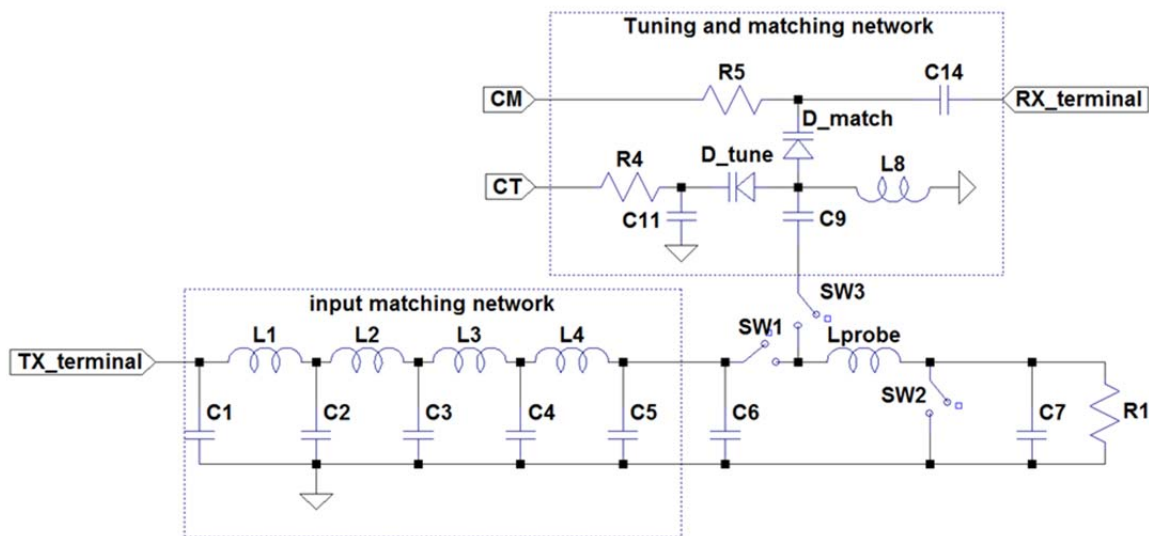 Tuning and matching network
R5
C14
CM
RX_terminal
D_match
R4
D_tune
L8
CT
C11
C9
input matching network
SW3
L1 L2 L3 L4
SW1
Lprobe
TX_terminal
SW2
C1 C2 C3 C4 C5 C6 C7 R1